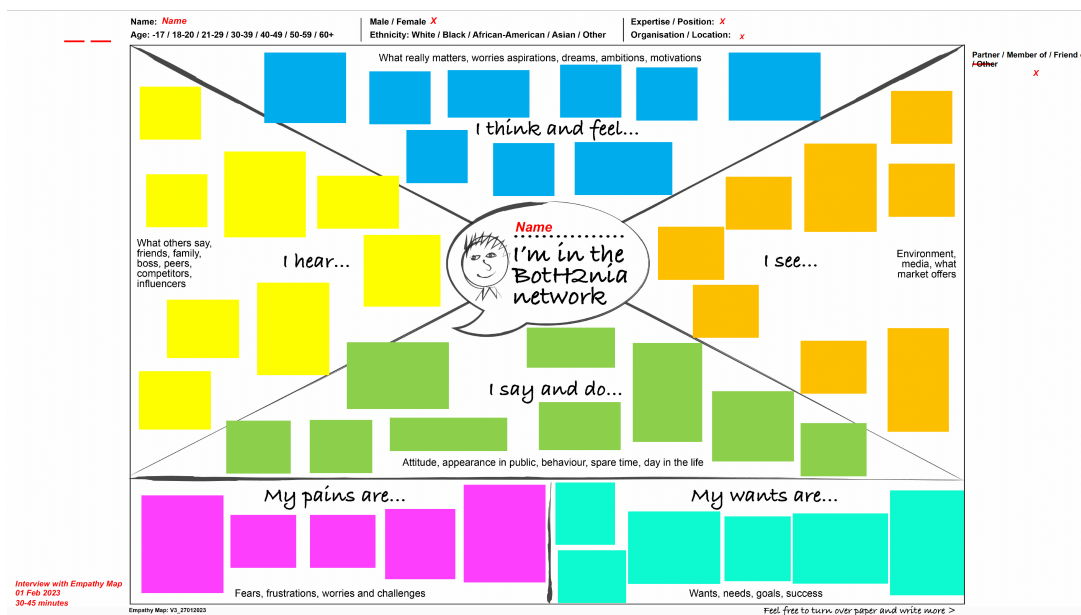 Name: Name
Male / Female X
Expertise / Position: X
Age: -17 / 18-20 / 21-29 / 30-39 / 40-49 / 50-59 / 60+
Ethnicity: White / Black / African-American / Asian / Other
Organisation / Location: X
Partner / Member of / Friend
/ Other
X
What really matters, worries aspirations, dreams, ambitions, motivations
I think and feel...
What others say,
friends, family,
boss, peers,
competitors,
influencers
I hear...
Name
I'm in the
BotH2nia
network
I see...
Environment,
media, what
market offers
I say and do...
Attitude, appearance in public, behaviour, spare time, day in the life
My pains are...
Fears, frustrations, worries and challenges
My wants are...
Wants, needs, goals, success
Interview with Empathy Map
01 Feb 2023
30-45 minutes
Empathy Map: V3_27012023
Feel free to turn over paper and write more >